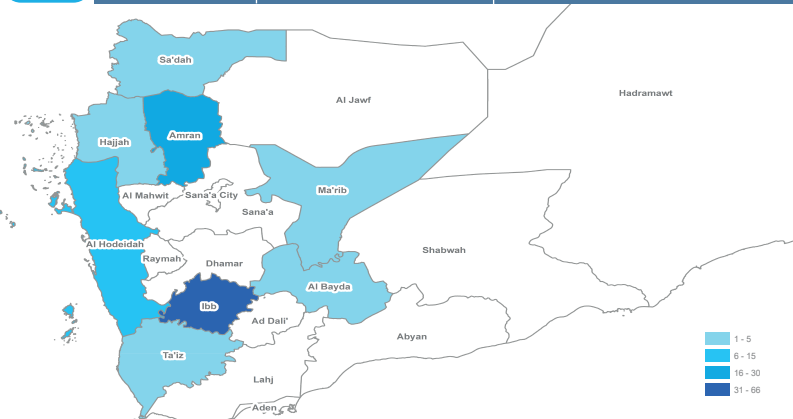 Sa'dah
Al Jawf
Hadramawt
Amran
Hajjah
Ma'rib
Al Mahwit
Sana'a City
Sana'a
Al Hodeidah
Shabwah
Raymah
Dhamar
Al Bayda
Ibb
Ad Dali'
Abyan
Ta'iz
Lahj
Aden
1 - 5
6 - 15
16 - 30
31 - 66